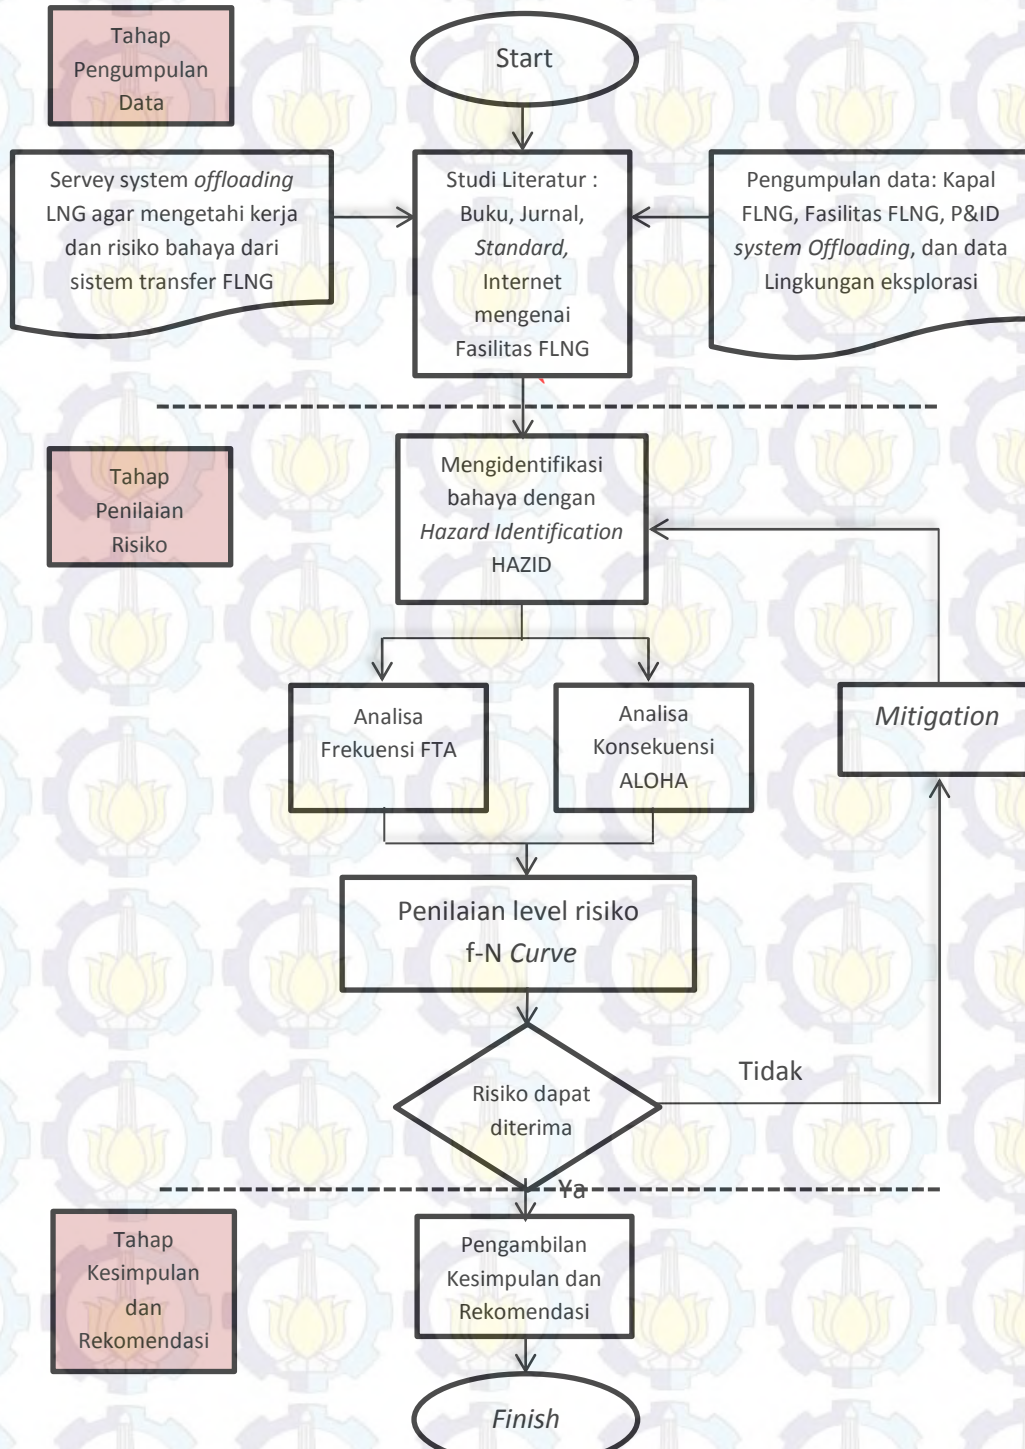 Tahap
Pengumpulan
Data
Start
Servey system offloading
LNG agar mengetahi kerja
dan risiko bahaya dari
sistem transfer FLNG
Studi Literatur :
Buku, Jurnal,
Standard,
Internet
mengenai
Fasilitas FLNG
Pengumpulan data: Kapal
FLNG, Fasilitas FLNG, P&ID
system Offloading, dan data
Lingkungan eksplorasi
Tahap
Penilaian
Risiko
Mengidentifikasi
bahaya dengan
Hazard Identification
HAZID
Analisa
Frekuensi FTA
Analisa
Konsekuensi
ALOHA
Mitigation
Penilaian level risiko
f-N Curve
Risiko dapat
diterima
Tidak
Ya
Tahap
Kesimpulan
dan
Rekomendasi
Pengambilan
Kesimpulan dan
Rekomendasi
Finish